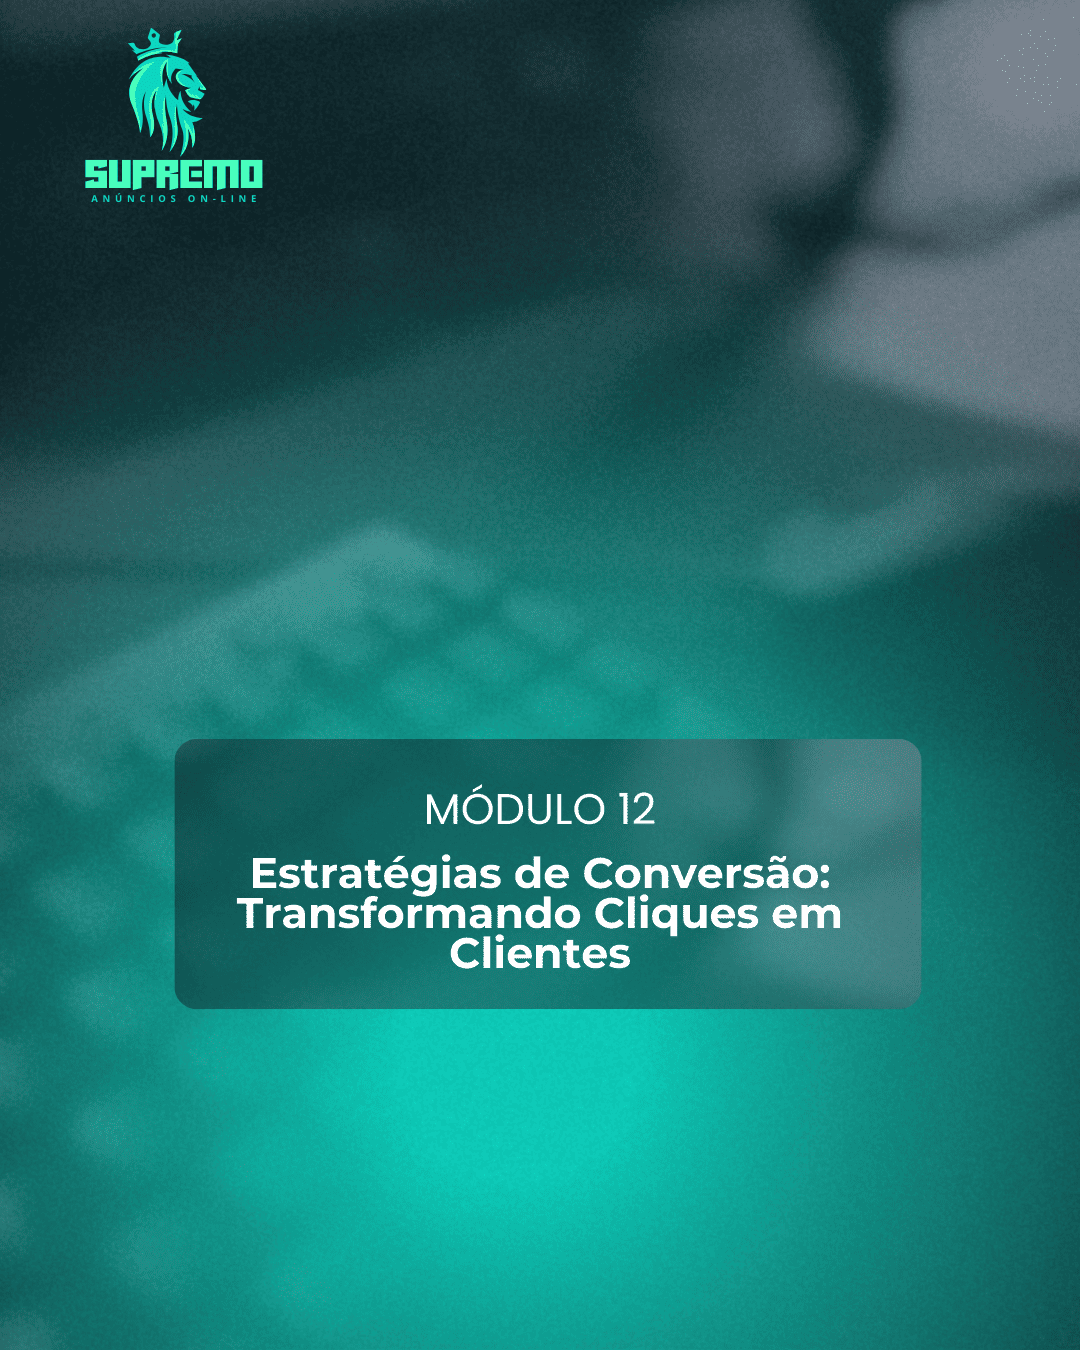 SUPREMO
ANÚNCIOS ON-LINE
MÓDULO 12
Estratégias de Conversão:
Transformando Cliques em
Clientes